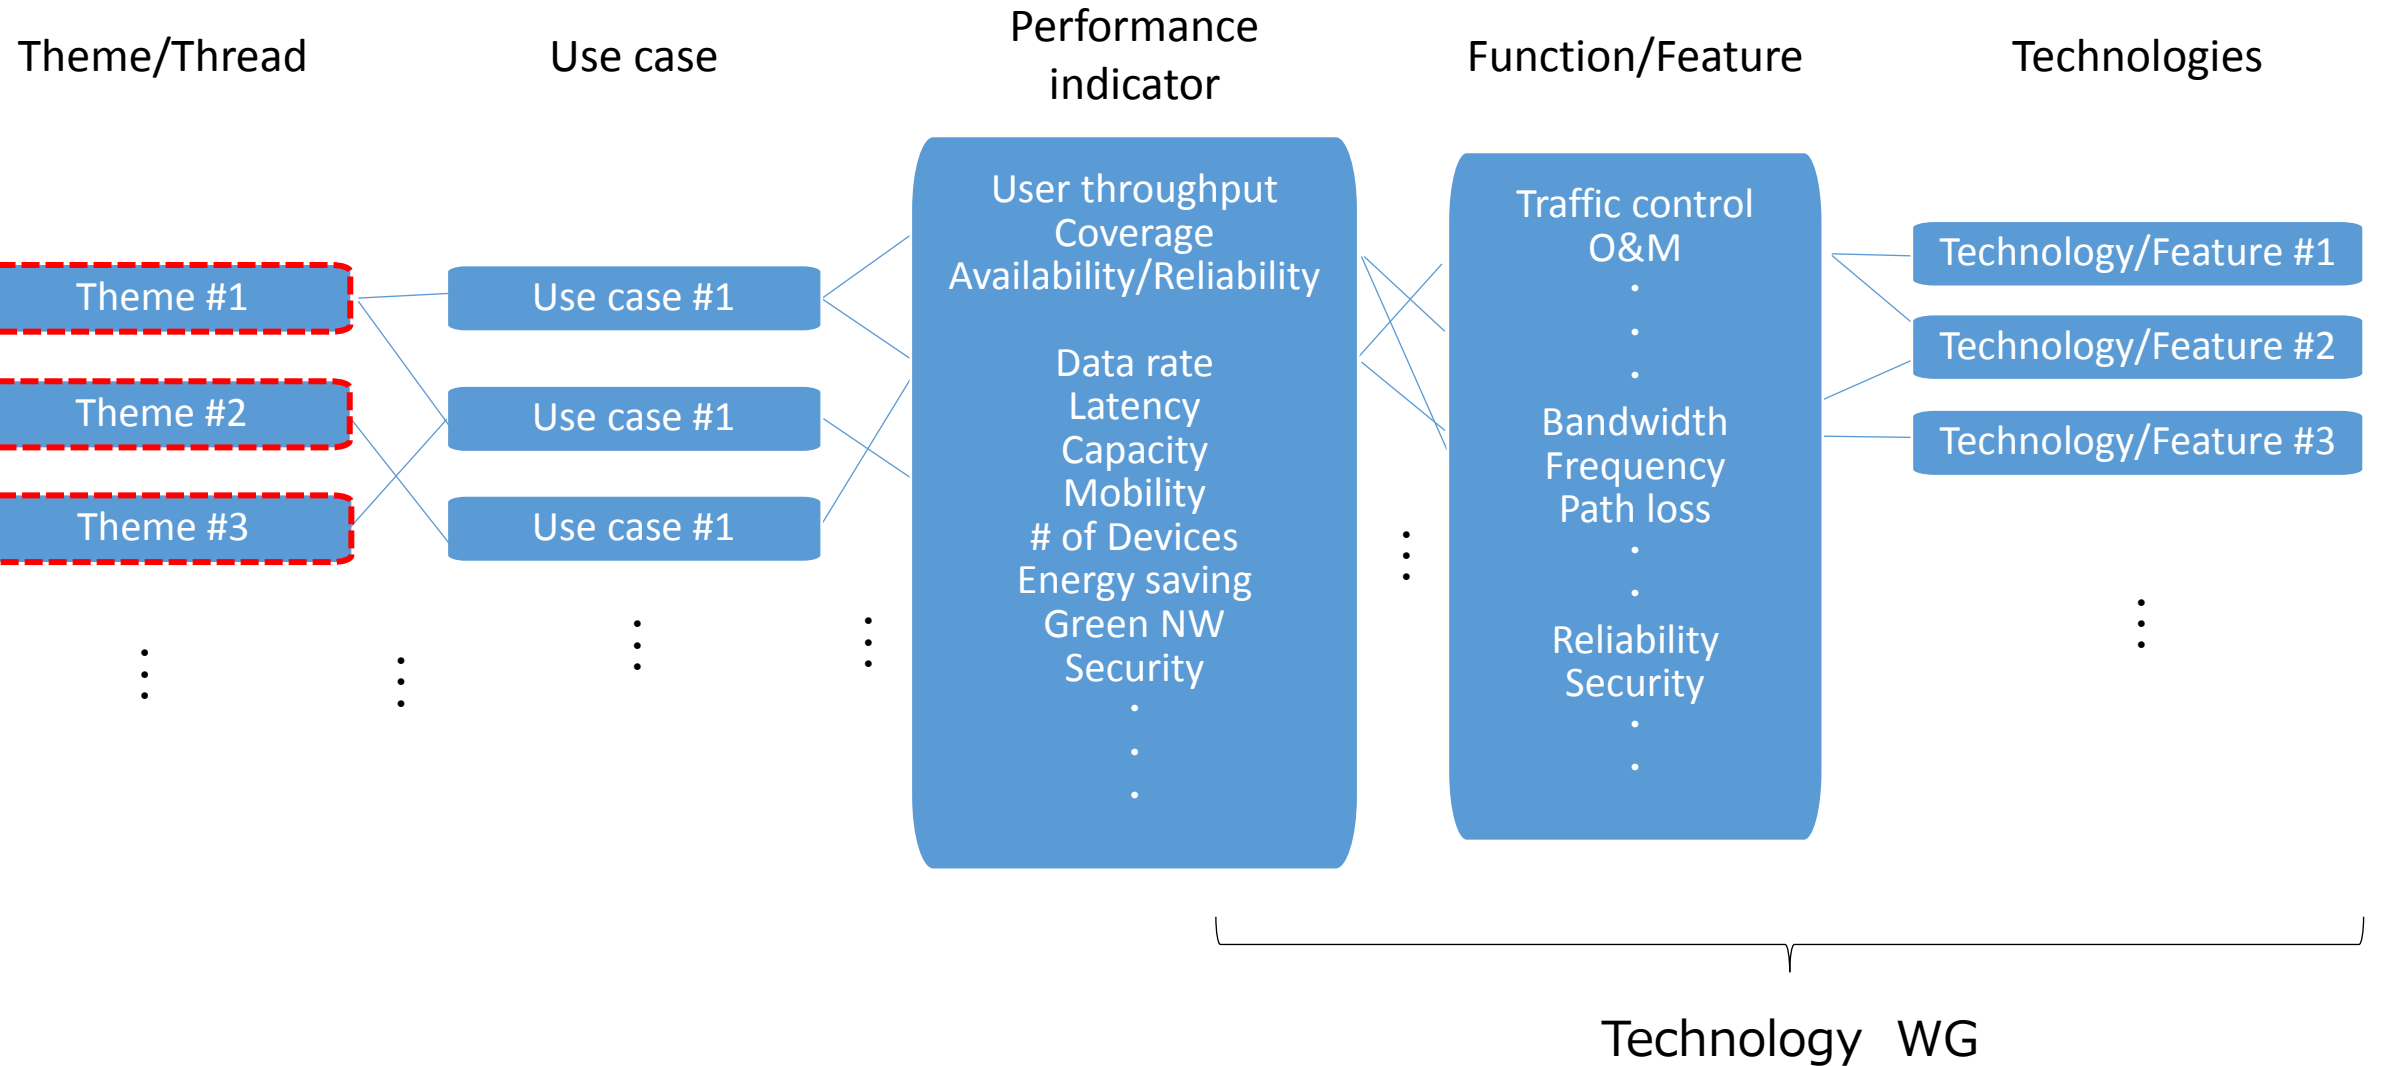 Theme/Thread
Use case
Performance
indicator
Function/Feature
Technologies
Theme #1
Theme #2
Theme #3
Use case #1
Use case #1
Use case #1
User throughput
Coverage
Availability/Reliability
Data rate
Latency
Capacity
Mobility
# of Devices
Energy saving
Green NW
Security
.
.
.
Traffic control
O&M
.
.
.
Bandwidth
Frequency
Path loss
.
.
Reliability
Security
.
.
Technology/Feature #1
Technology/Feature #2
Technology/Feature #3
Technology WG